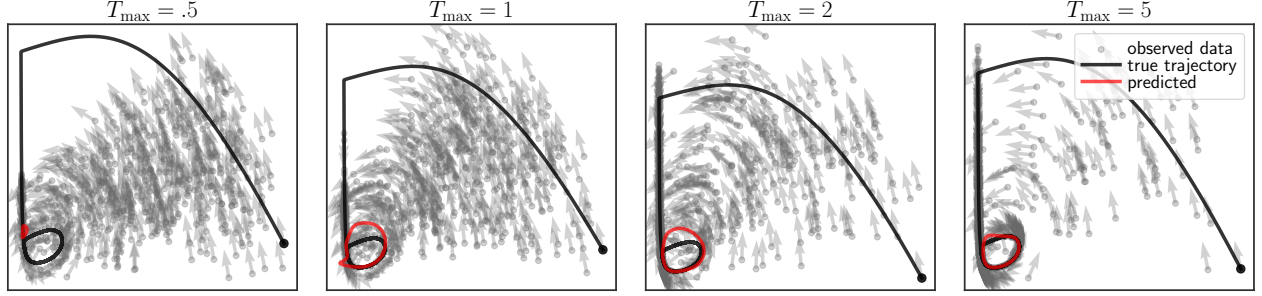 T_max = .5
T_max = 1
T_max = 2
T_max = 5
observed data
true trajectory
predicted